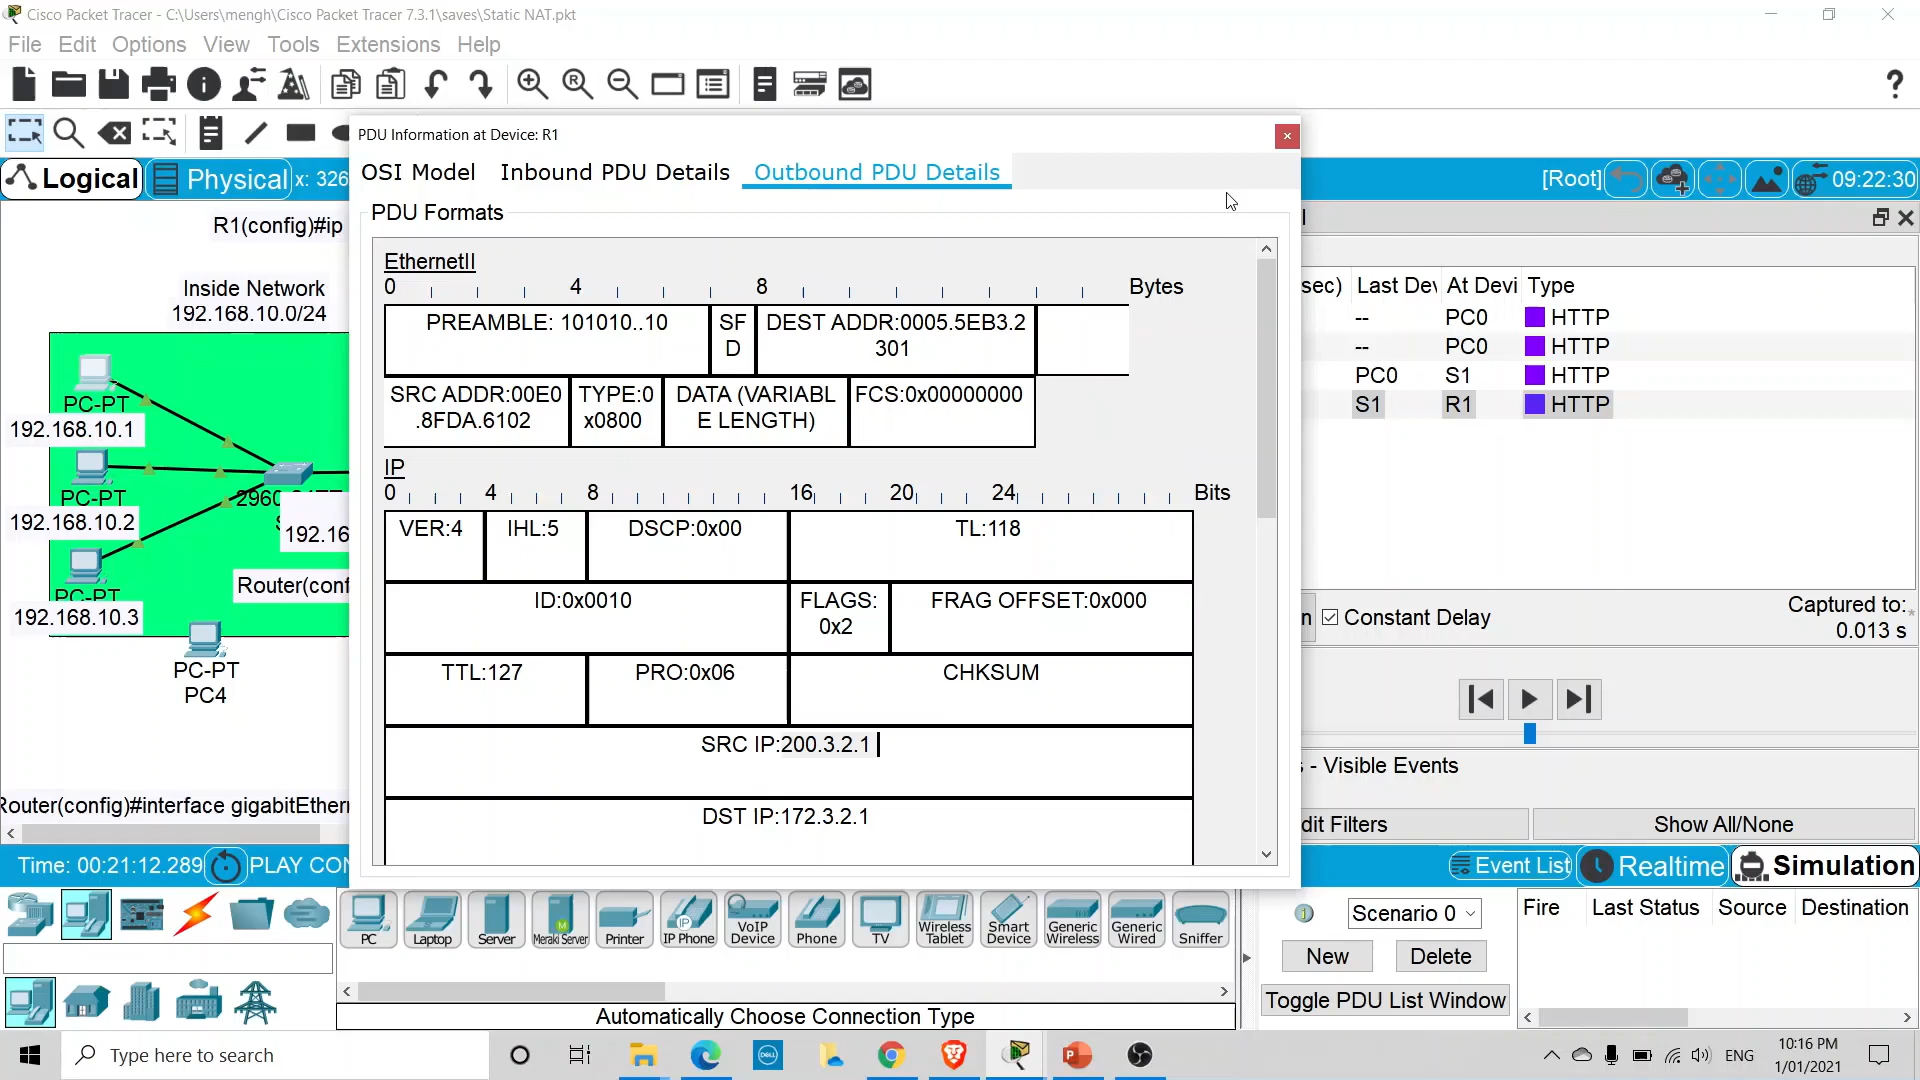 Cisco Packet Tracer - C:\Users\mengh\Cisco Packet Tracer 7.3.1\saves\Static NAT.pkt
File Edit Options View Tools Extensions Help
?
PDU Information at Device: R1
OSI Model Inbound PDU Details Outbound PDU Details
Logical Physical x: 326
[Root] 09:22:30
PDU Formats
R1(config)#ip
Inside Network
192.168.10.0/24
EthernetII
0 4 8 Bytes
PREAMBLE: 101010..10 SF DEST ADDR:0005.5EB3.2
D 301
SRC ADDR:00E0 TYPE:0 DATA (VARIABL FCS:0x00000000
.8FDA.6102 x0800 E LENGTH)
IP
0 4 8 16 20 24 Bits
VER:4 IHL:5 DSCP:0x00 TL:118
ID:0x0010 FLAGS: FRAG OFFSET:0x000
0x2
TTL:127 PRO:0x06 CHKSUM
SRC IP:200.3.2.1
DST IP:172.3.2.1
PC-PT
192.168.10.1
PC-PT
192.168.10.2
PC-PT
192.168.10.3
2960
192.16
Router(conf
PC-PT
PC4
Router(config)#interface gigabitEthern
sec) Last Dev At Devi Type
-- PC0 HTTP
-- PC0 HTTP
PC0 S1 HTTP
S1 R1 HTTP
n Constant Delay Captured to:
0.013 s
- Visible Events
dit Filters Show All/None
Time: 00:21:12.289 PLAY CON
Event List Realtime Simulation
PC
Laptop
Server
Meraki Server
Printer
IP Phone
VoIP
Device
Phone
TV
Wireless
Tablet
Smart
Device
Generic
Wireless
Generic
Wired
Sniffer
Scenario 0
New Delete
Toggle PDU List Window
Fire Last Status Source Destination
Automatically Choose Connection Type
Type here to search
DELL
ENG
10:16 PM
1/01/2021